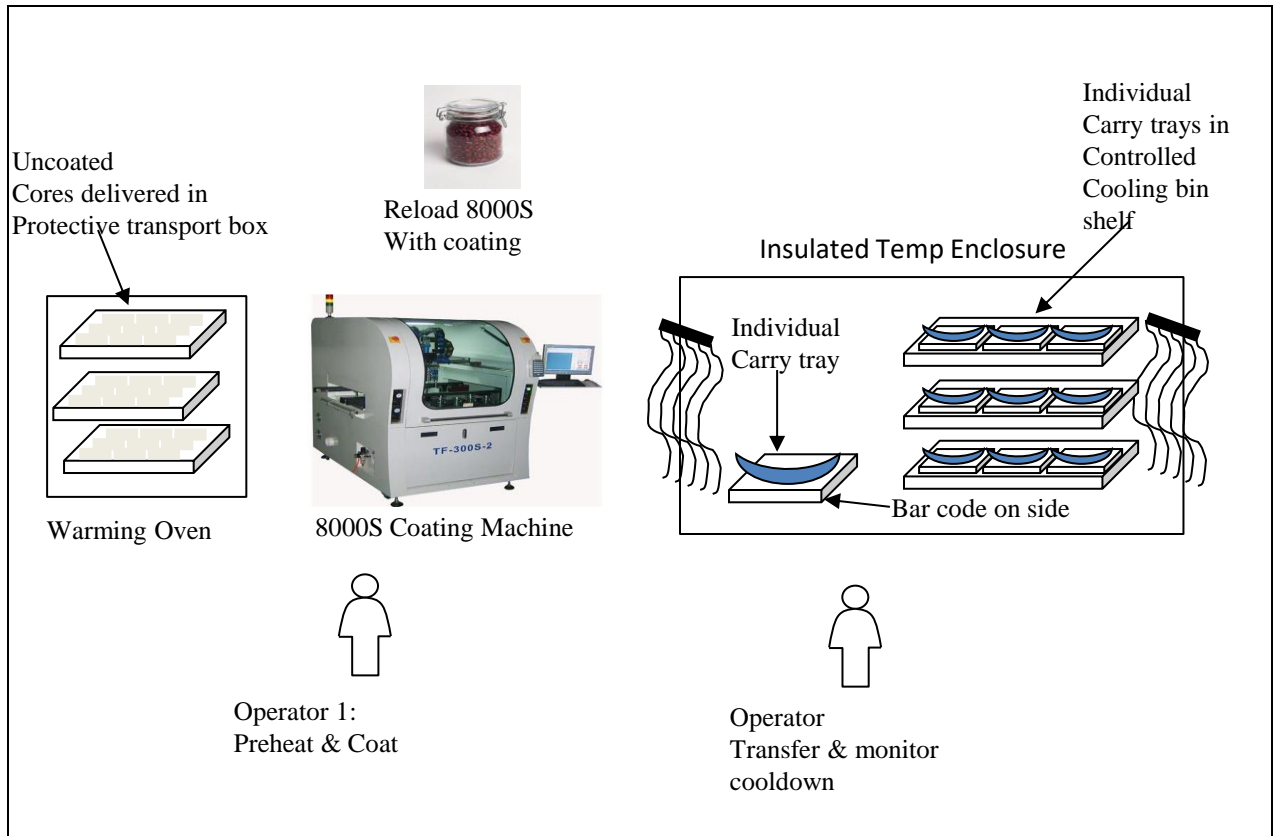 Uncoated
Cores delivered in
Protective transport box
Reload 8000S
With coating
Individual
Carry trays in
Controlled
Cooling bin
shelf
Insulated Temp Enclosure
Individual
Carry tray
TF-300S-2
Bar code on side
Warming Oven
8000S Coating Machine
Operator 1:
Preheat & Coat
Operator
Transfer & monitor
cooldown